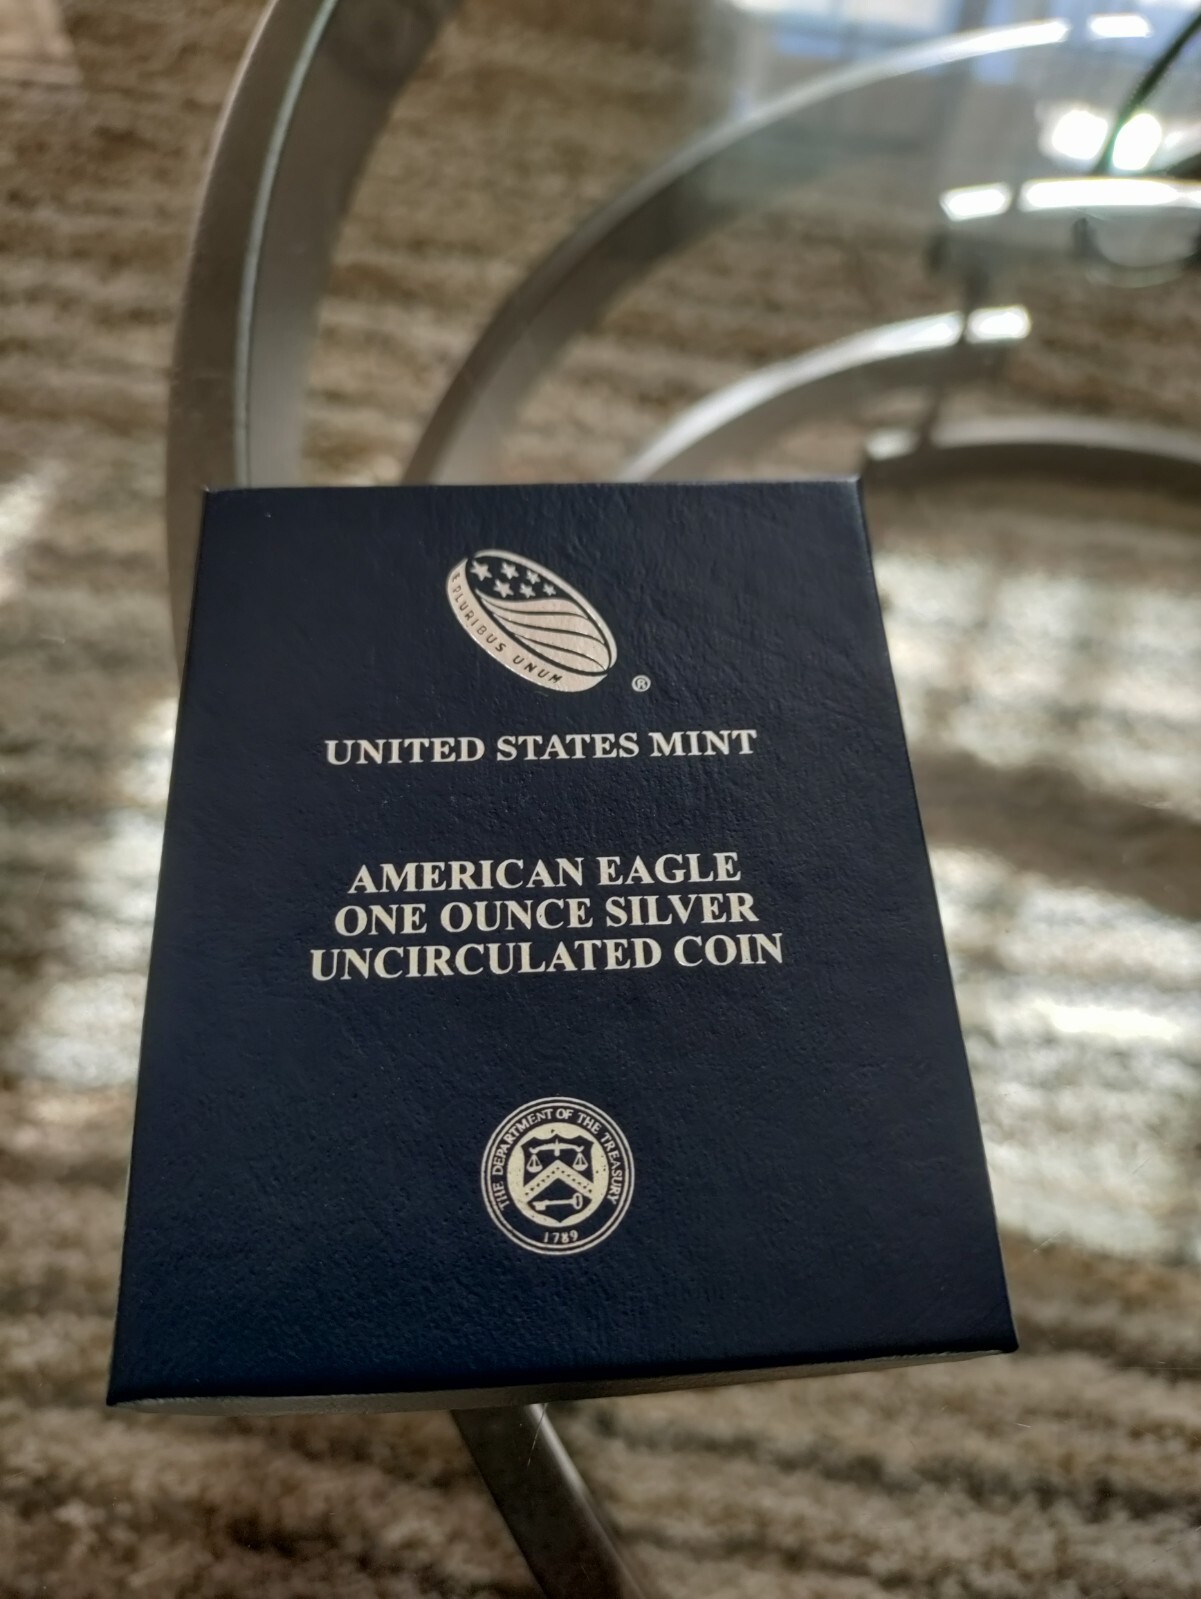 E PLURIBUS UNUM
®
UNITED STATES MINT
AMERICAN EAGLE
ONE OUNCE SILVER
UNCIRCULATED COIN
THE DEPARTMENT OF THE TREASURY
1789